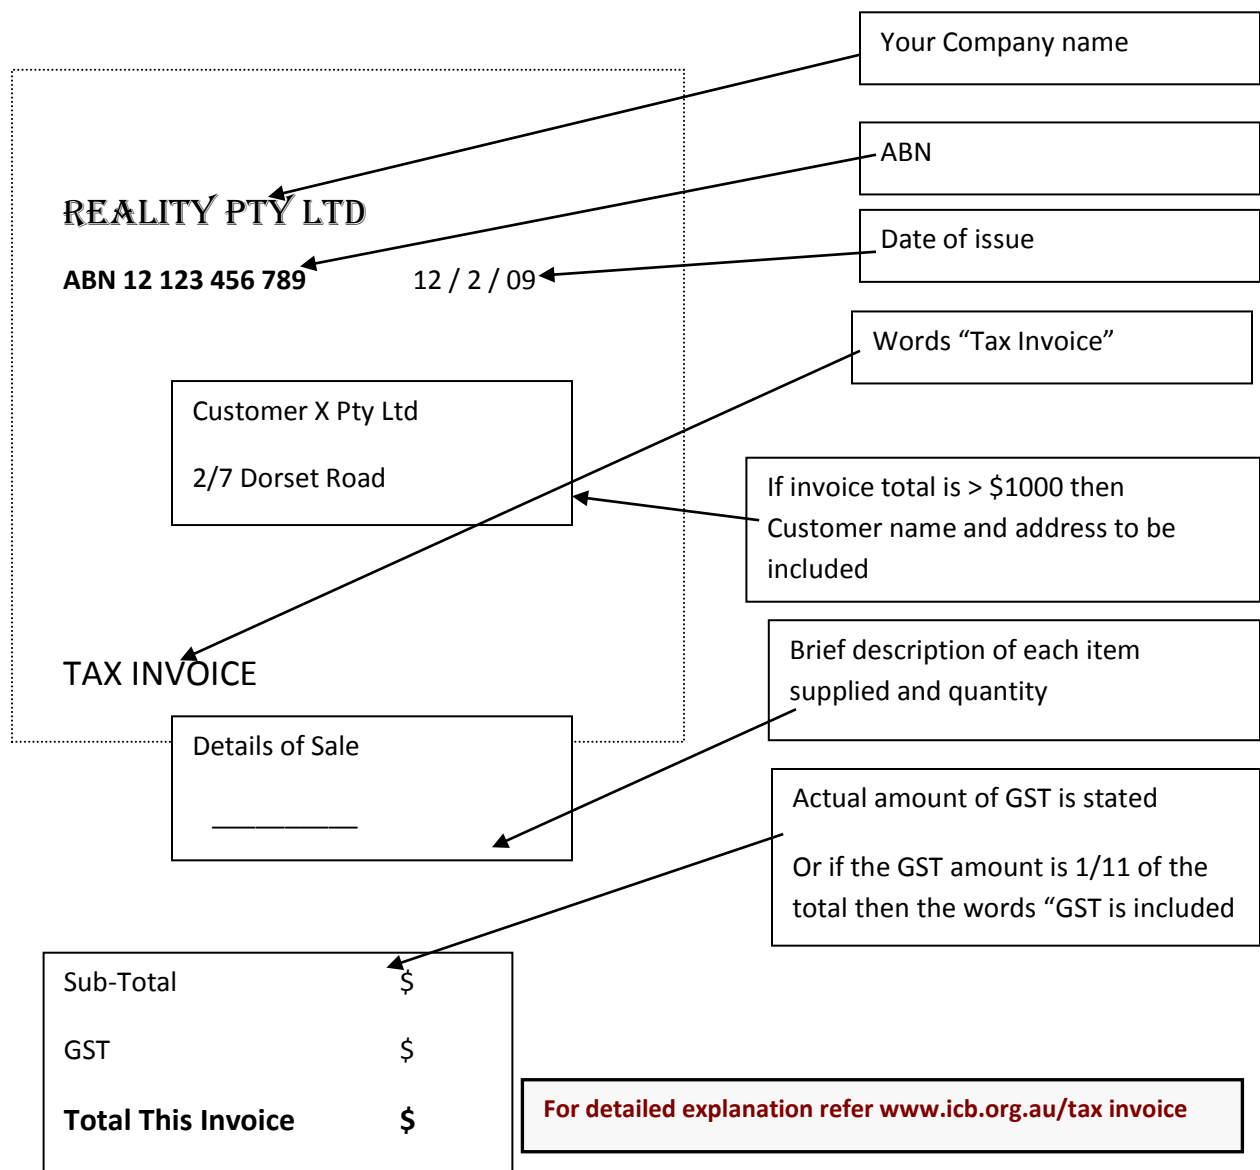 Your Company name
ABN
REALITY PTY LTD
Date of issue
ABN 12 123 456 789 12 / 2 / 09
Words “Tax Invoice”
Customer X Pty Ltd
2/7 Dorset Road
If invoice total is > $1000 then
Customer name and address to be
included
TAX INVOICE
Brief description of each item
supplied and quantity
Details of Sale
Actual amount of GST is stated
Or if the GST amount is 1/11 of the
total then the words “GST is included
Sub-Total $
GST $
Total This Invoice $
For detailed explanation refer www.icb.org.au/tax invoice